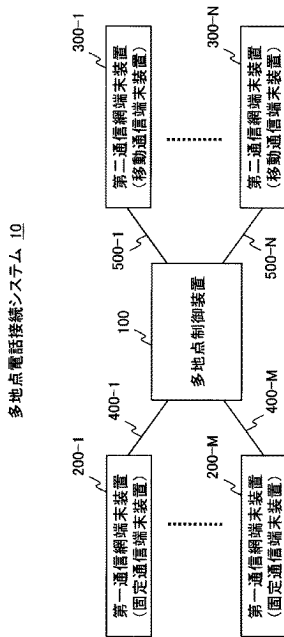 多地点電話接続システム 10
200-1
第一通信網端末装置
(固定通信端末装置)
400-1
100
多地点制御装置
500-1
300-1
第二通信網端末装置
(移動通信端末装置)
200-M
第一通信網端末装置
(固定通信端末装置)
400-M
500-N
300-N
第二通信網端末装置
(移動通信端末装置)